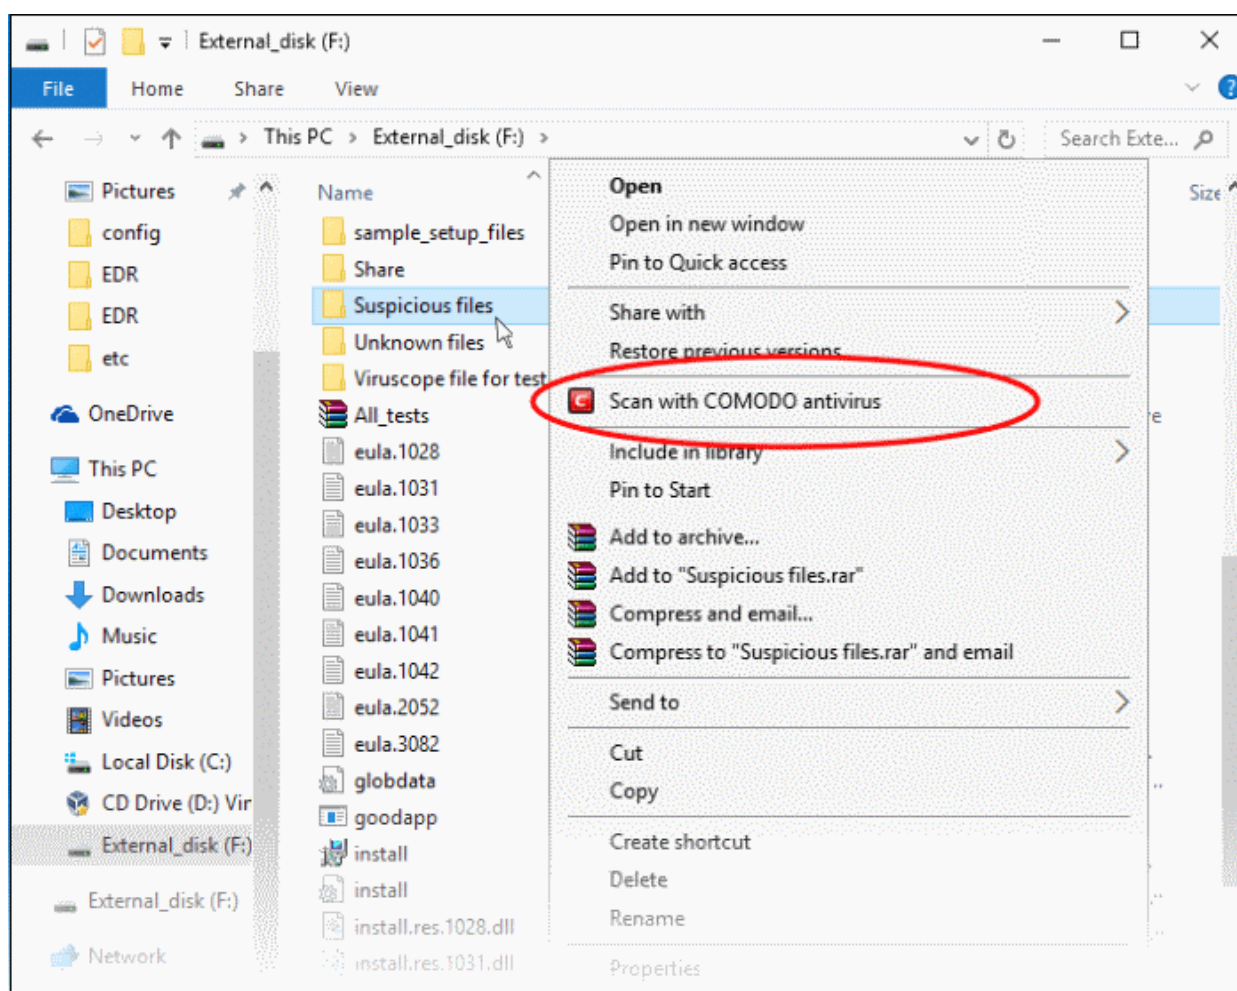 External_disk (F:)
File Home Share View
This PC > External_disk (F:) >
Search Exte...
Pictures
config
EDR
EDR
etc
OneDrive
This PC
Desktop
Documents
Downloads
Music
Pictures
Videos
Local Disk (C:)
CD Drive (D:) Vir
External_disk (F:)
External_disk (F:)
Network
Name
Size
sample_setup_files
Share
Suspicious files
Unknown files
Viruscope file for test
All_tests
eula.1028
eula.1031
eula.1033
eula.1036
eula.1040
eula.1041
eula.1042
eula.2052
eula.3082
globdata
goodapp
install
install
install.res.1028.dll
install.res.1031.dll
Open
Open in new window
Pin to Quick access
Share with
Restore previous versions
Scan with COMODO antivirus
Include in library
Pin to Start
Add to archive...
Add to "Suspicious files.rar"
Compress and email...
Compress to "Suspicious files.rar" and email
Send to
Cut
Copy
Create shortcut
Delete
Rename
Properties